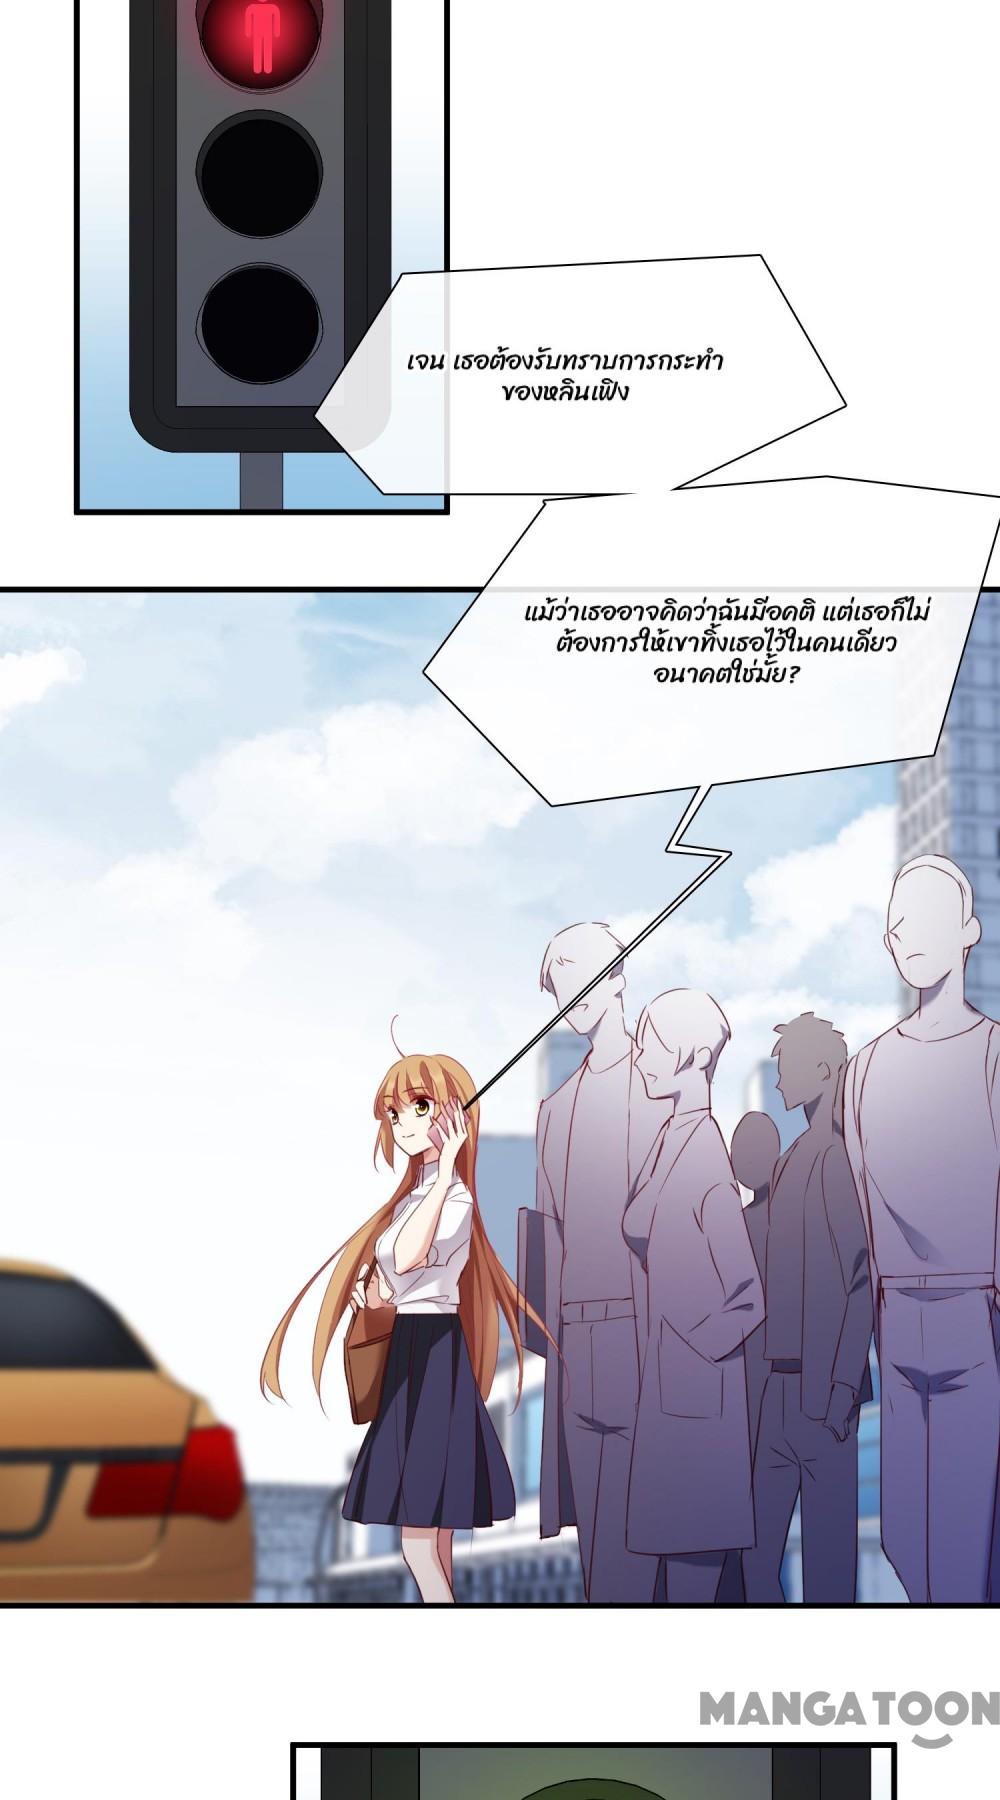 เจน เธอต้องรับทราบการกระทำ
ของหลินเฟิง
แม้ว่าเธออาจคิดว่าฉันมีอคติ แต่เธอก็ไม่
ต้องการให้เขาทิ้งเธอไว้ในคนเดียว
อนาคตใช่มั้ย?
MANGATOON